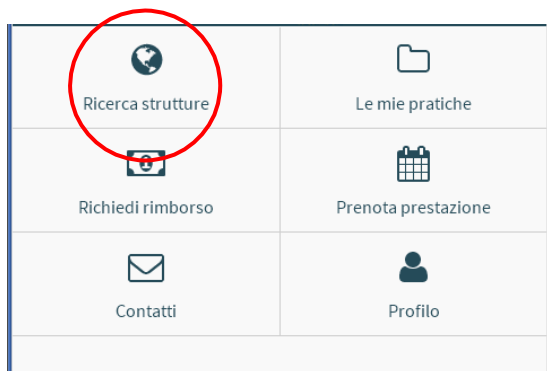 Ricerca strutture
Le mie pratiche
Richiedi rimborso
Prenota prestazione
Contatti
Profilo